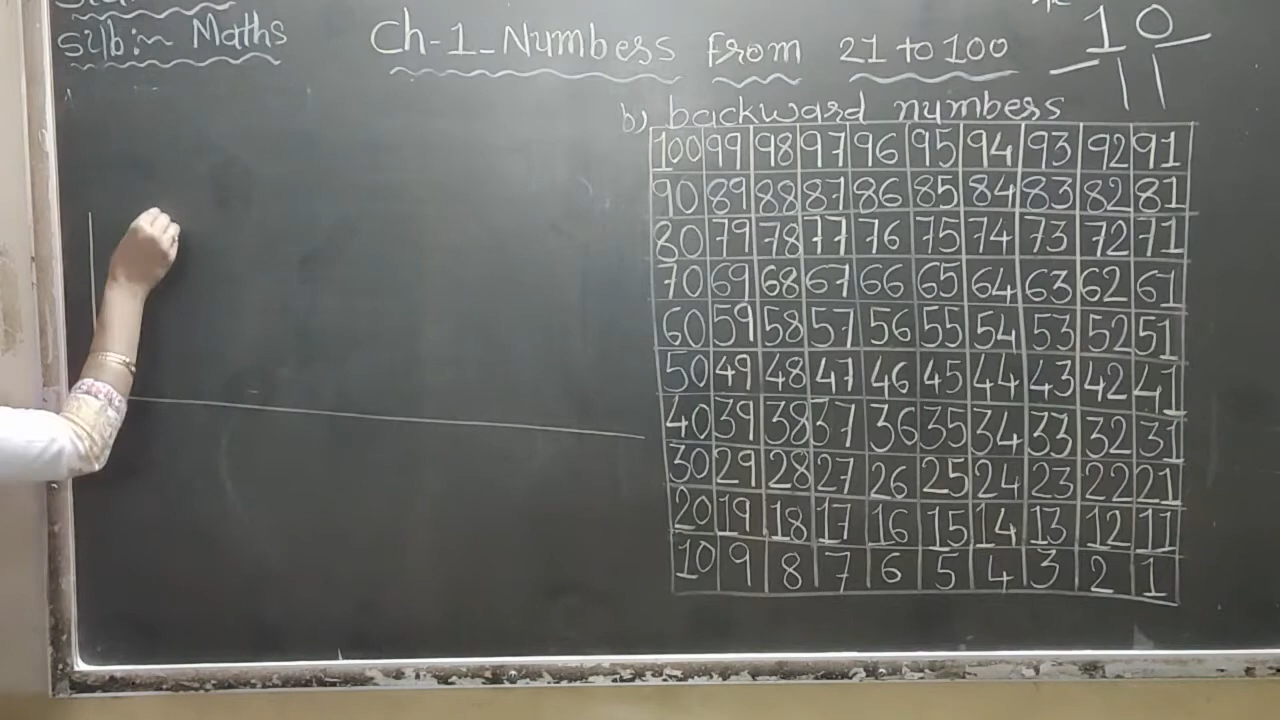 Sub:- Maths
Ch-1 Numbers from 21 to 100
10
11
b) backward numbers
100 99 98 97 96 95 94 93 92 91
90 89 88 87 86 85 84 83 82 81
80 79 78 77 76 75 74 73 72 71
70 69 68 67 66 65 64 63 62 61
60 59 58 57 56 55 54 53 52 51
50 49 48 47 46 45 44 43 42 41
40 39 38 37 36 35 34 33 32 31
30 29 28 27 26 25 24 23 22 21
20 19 18 17 16 15 14 13 12 11
10 9 8 7 6 5 4 3 2 1